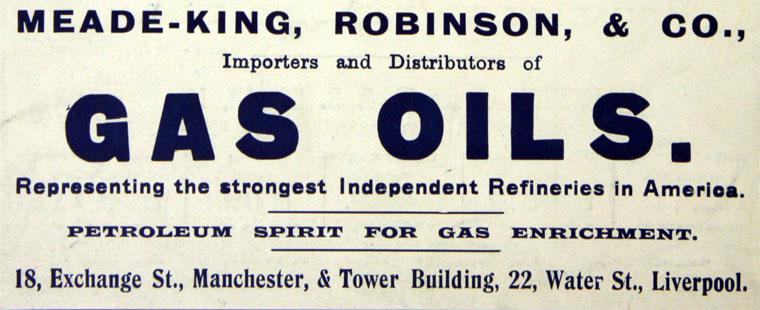 MEADE-KING, ROBINSON, & CO.,
Importers and Distributors of
GAS OILS.
Representing the strongest Independent Refineries in America.
PETROLEUM SPIRIT FOR GAS ENRICHMENT.
18, Exchange St., Manchester, & Tower Building, 22, Water St., Liverpool.